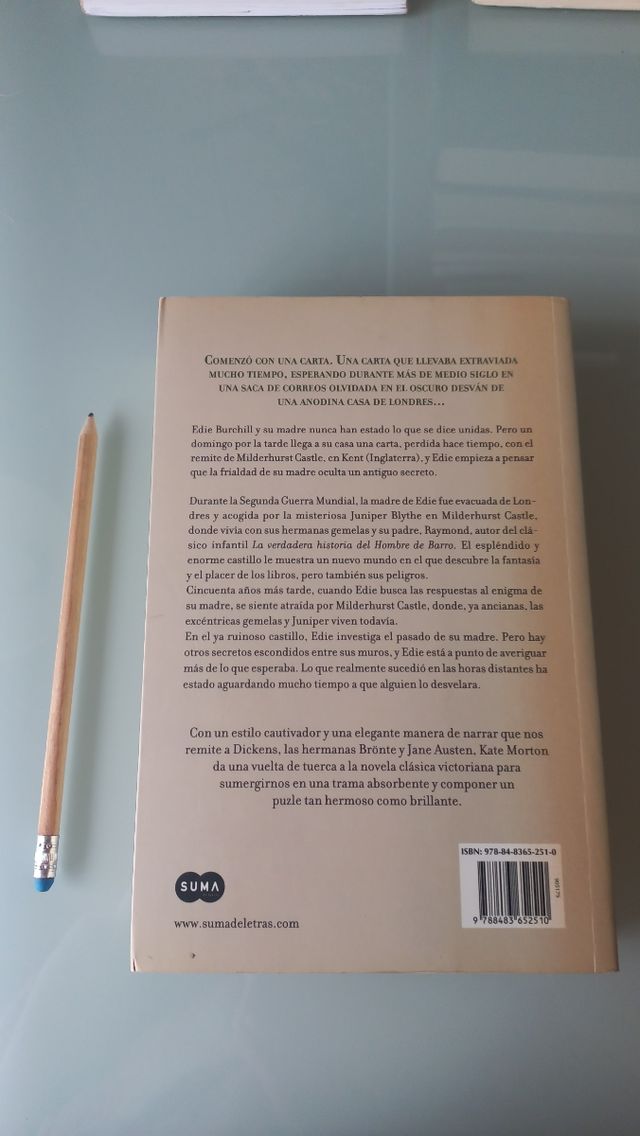 Comenzó con una carta. Una carta que llevaba extraviada
mucho tiempo, esperando durante más de medio siglo en
una saca de correos olvidada en el oscuro desván de
una anodina casa de Londres...
Edie Burchill y su madre nunca han estado lo que se dice unidas. Pero un
domingo por la tarde llega a su casa una carta, perdida hace tiempo, con el
remite de Milderhurst Castle, en Kent (Inglaterra), y Edie empieza a pensar
que la frialdad de su madre oculta un antiguo secreto.
Durante la Segunda Guerra Mundial, la madre de Edie fue evacuada de Lon-
dres y acogida por la misteriosa Juniper Blythe en Milderhurst Castle,
donde vivía con sus hermanas gemelas y su padre, Raymond, autor del clá-
sico infantil La verdadera historia del Hombre de Barro. El espléndido y
enorme castillo le muestra un nuevo mundo en el que descubre la fantasía
y el placer de los libros, pero también sus peligros.
Cincuenta años más tarde, cuando Edie busca las respuestas al enigma de
su madre, se siente atraída por Milderhurst Castle, donde, ya ancianas, las
excéntricas gemelas y Juniper viven todavía.
En el ya ruinoso castillo, Edie investiga el pasado de su madre. Pero hay
otros secretos escondidos entre sus muros, y Edie está a punto de averiguar
más de lo que esperaba. Lo que realmente sucedió en las horas distantes ha
estado aguardando mucho tiempo a que alguien lo desvelara.
Con un estilo cautivador y una elegante manera de narrar que nos
remite a Dickens, las hermanas Brönte y Jane Austen, Kate Morton
da una vuelta de tuerca a la novela clásica victoriana para
sumergirnos en una trama absorbente y componer un
puzle tan hermoso como brillante.
ISBN: 978-84-8365-251-0
9 788483 652510
SUMA
www.sumadeletras.com